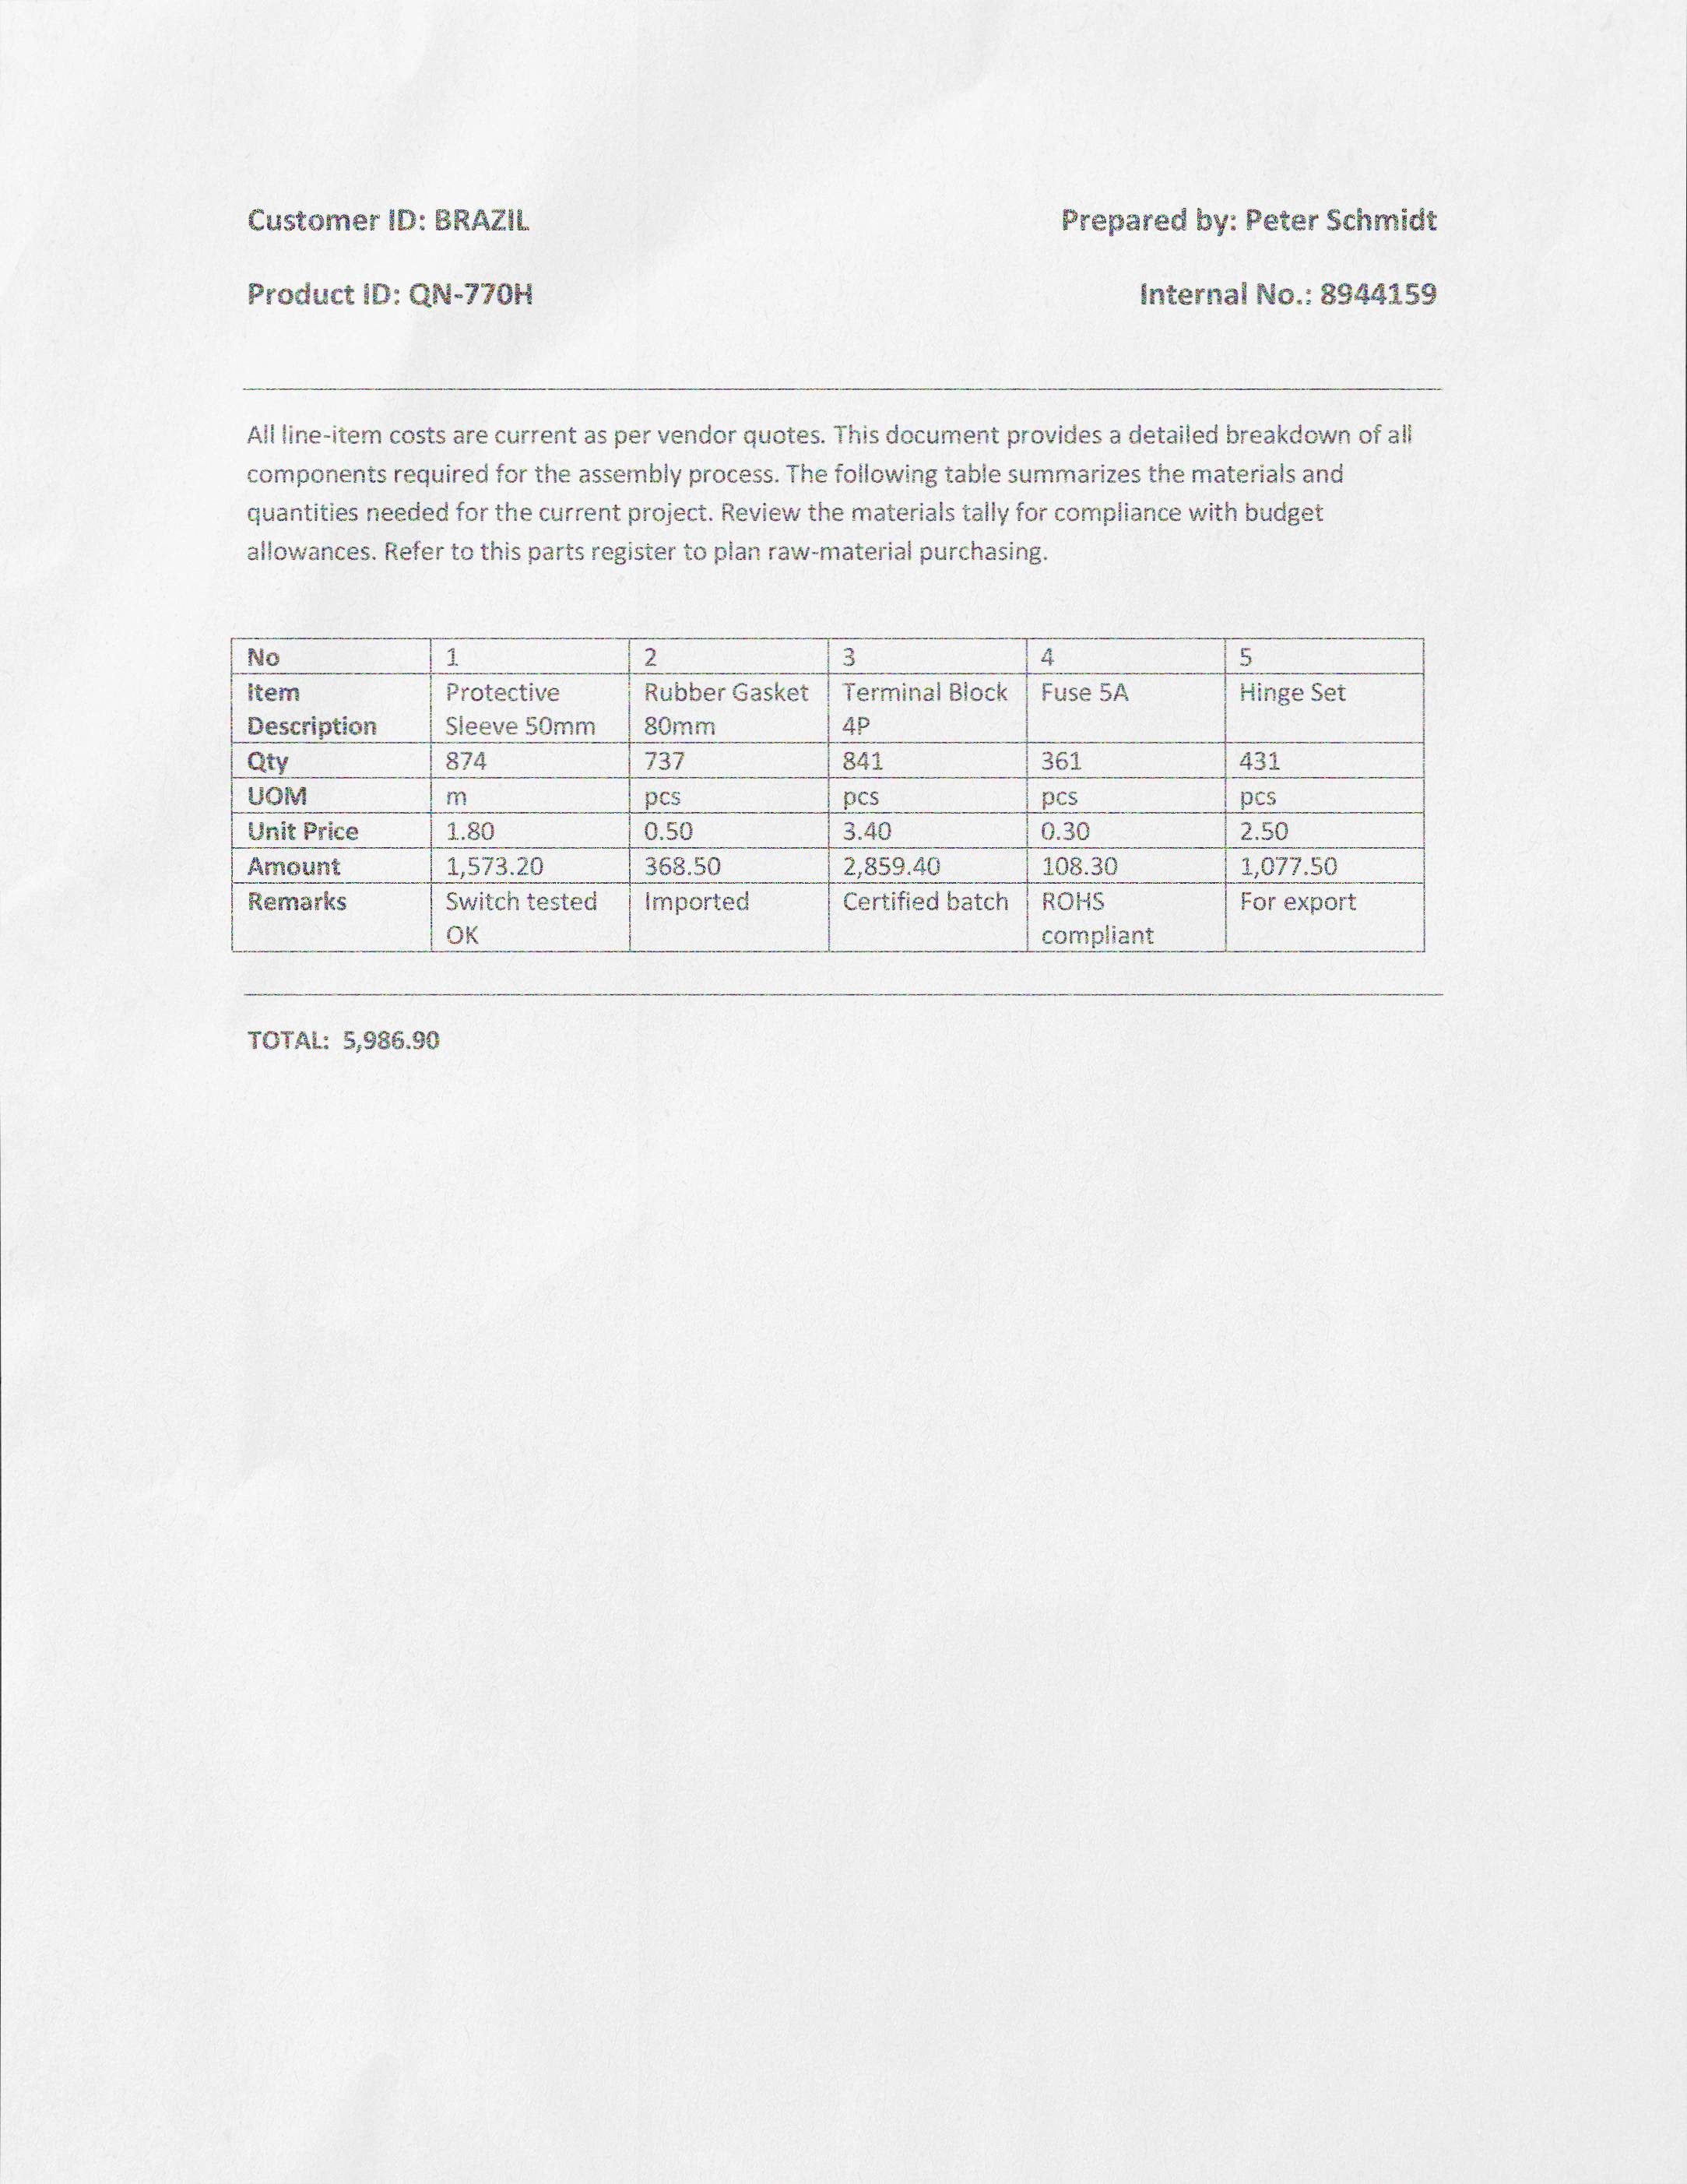 Customer ID: BRAZIL Prepared by: Peter Schmidt
Product ID: QN-770H Internal No.: 8944159
All line-item costs are current as per vendor quotes. This document provides a detailed breakdown of all
components required for the assembly process. The following table summarizes the materials and
quantities needed for the current project. Review the materials tally for compliance with budget
allowances. Refer to this parts register to plan raw-material purchasing.
No 1 2 3 4 5
Item Protective Rubber Gasket Terminal Block Fuse 5A Hinge Set
Description Sleeve 50mm 80mm 4P
Qty 874 737 841 361 431
UOM m pcs pcs pcs pcs
Unit Price 1.80 0.50 3.40 0.30 2.50
Amount 1,573.20 368.50 2,859.40 108.30 1,077.50
Remarks Switch tested Imported Certified batch ROHS For export
OK compliant
TOTAL: 5,986.90